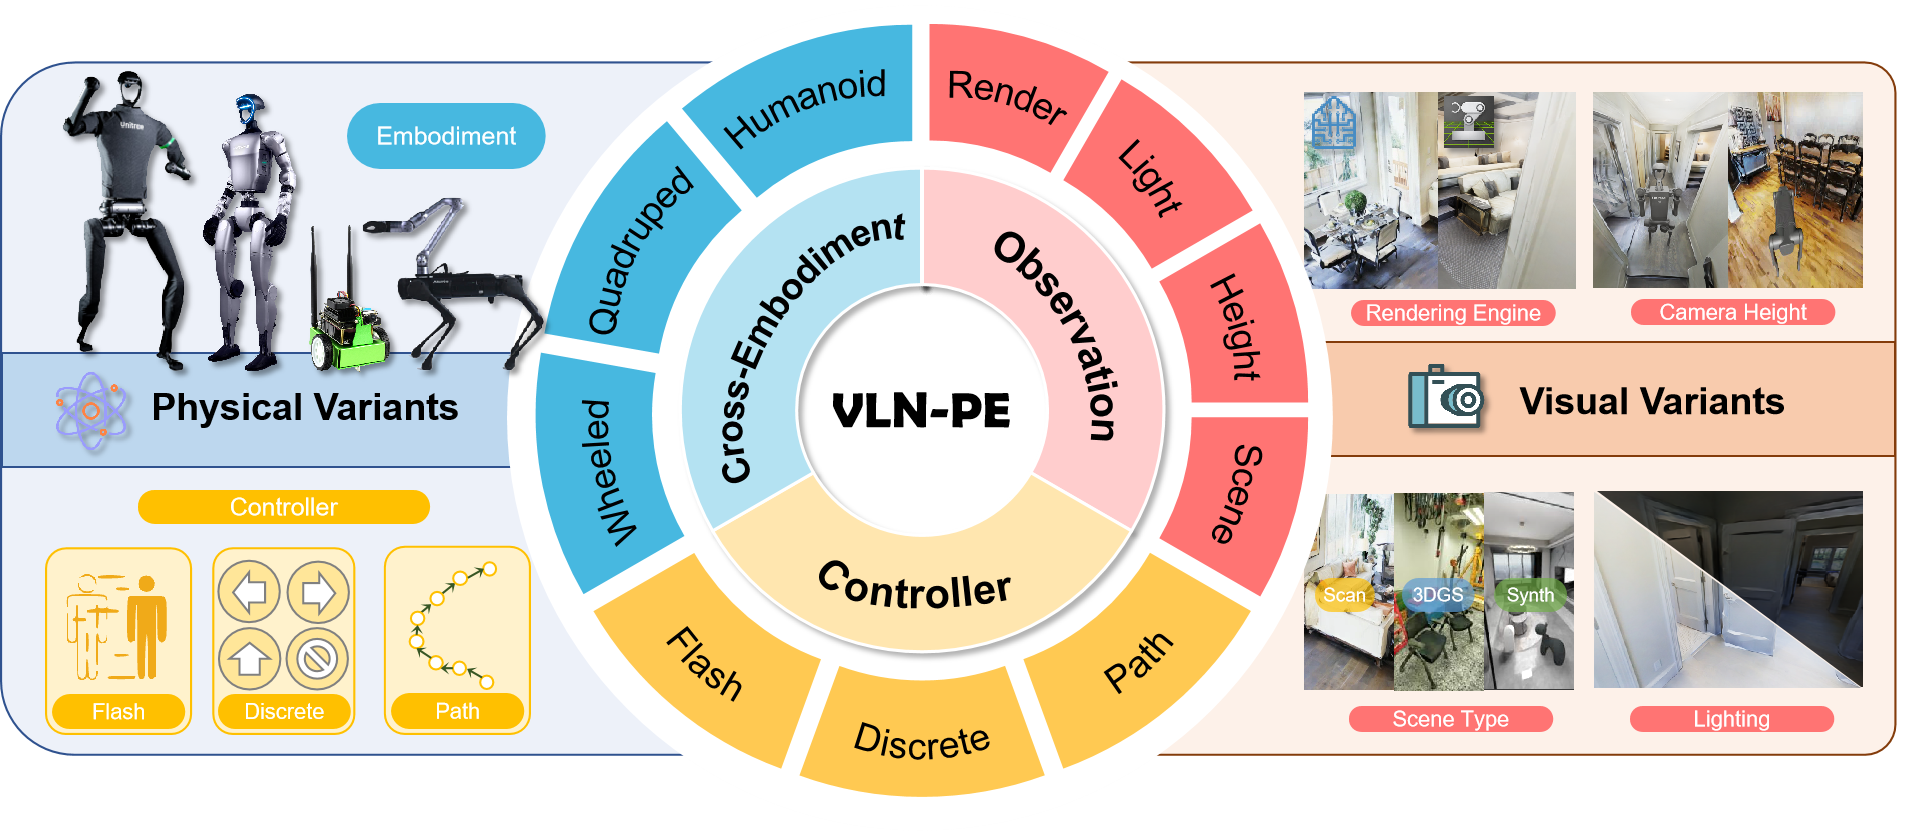 Embodiment
Unitree
Physical Variants
Controller
Flash
Discrete
Path
Humanoid
Quadruped
Wheeled
Render
Light
Height
Scene
Flash
Discrete
Path
Cross-Embodiment
Observation
Controller
VLN-PE
Rendering Engine
Camera Height
Visual Variants
Scan
3DGS
Synth
Scene Type
Lighting